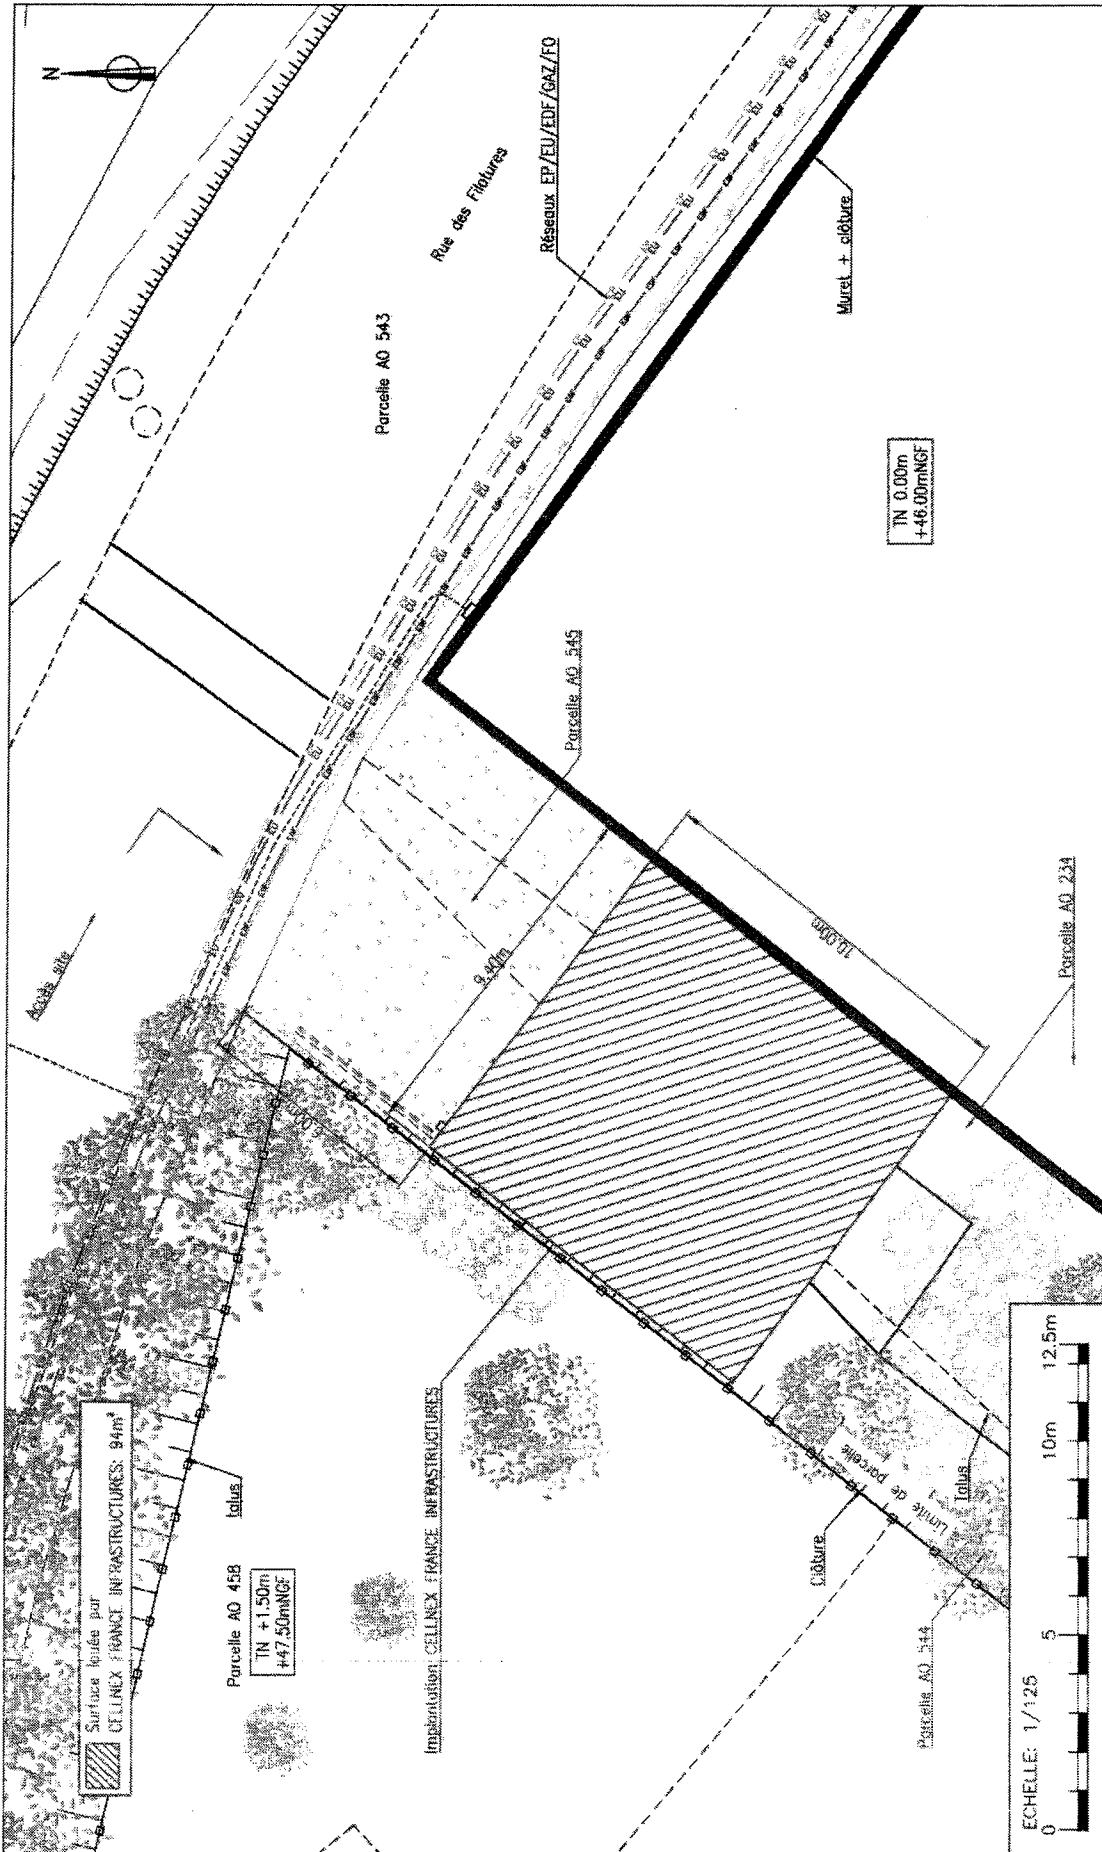 N
Surface louée par
CELLNEX FRANCE INFRASTRUCTURES: 94m²
Accès site
Rue des Filatures
Réseaux EP/EU/EDF/GAZ/FO
Parcelle AO 543
Muret + clôture
talus
Parcelle AO 458
TN +1.50m
+47.50mNGF
Implantation CELLNEX FRANCE INFRASTRUCTURES
9.40m
Parcelle AO 545
TN 0.00m
+46.00mNGF
10.00m
Parcelle AO 234
Clôture
Limite de parcelle
Talus
Parcelle AO 544
ECHELLE: 1/125
0 5 10m 12.5m